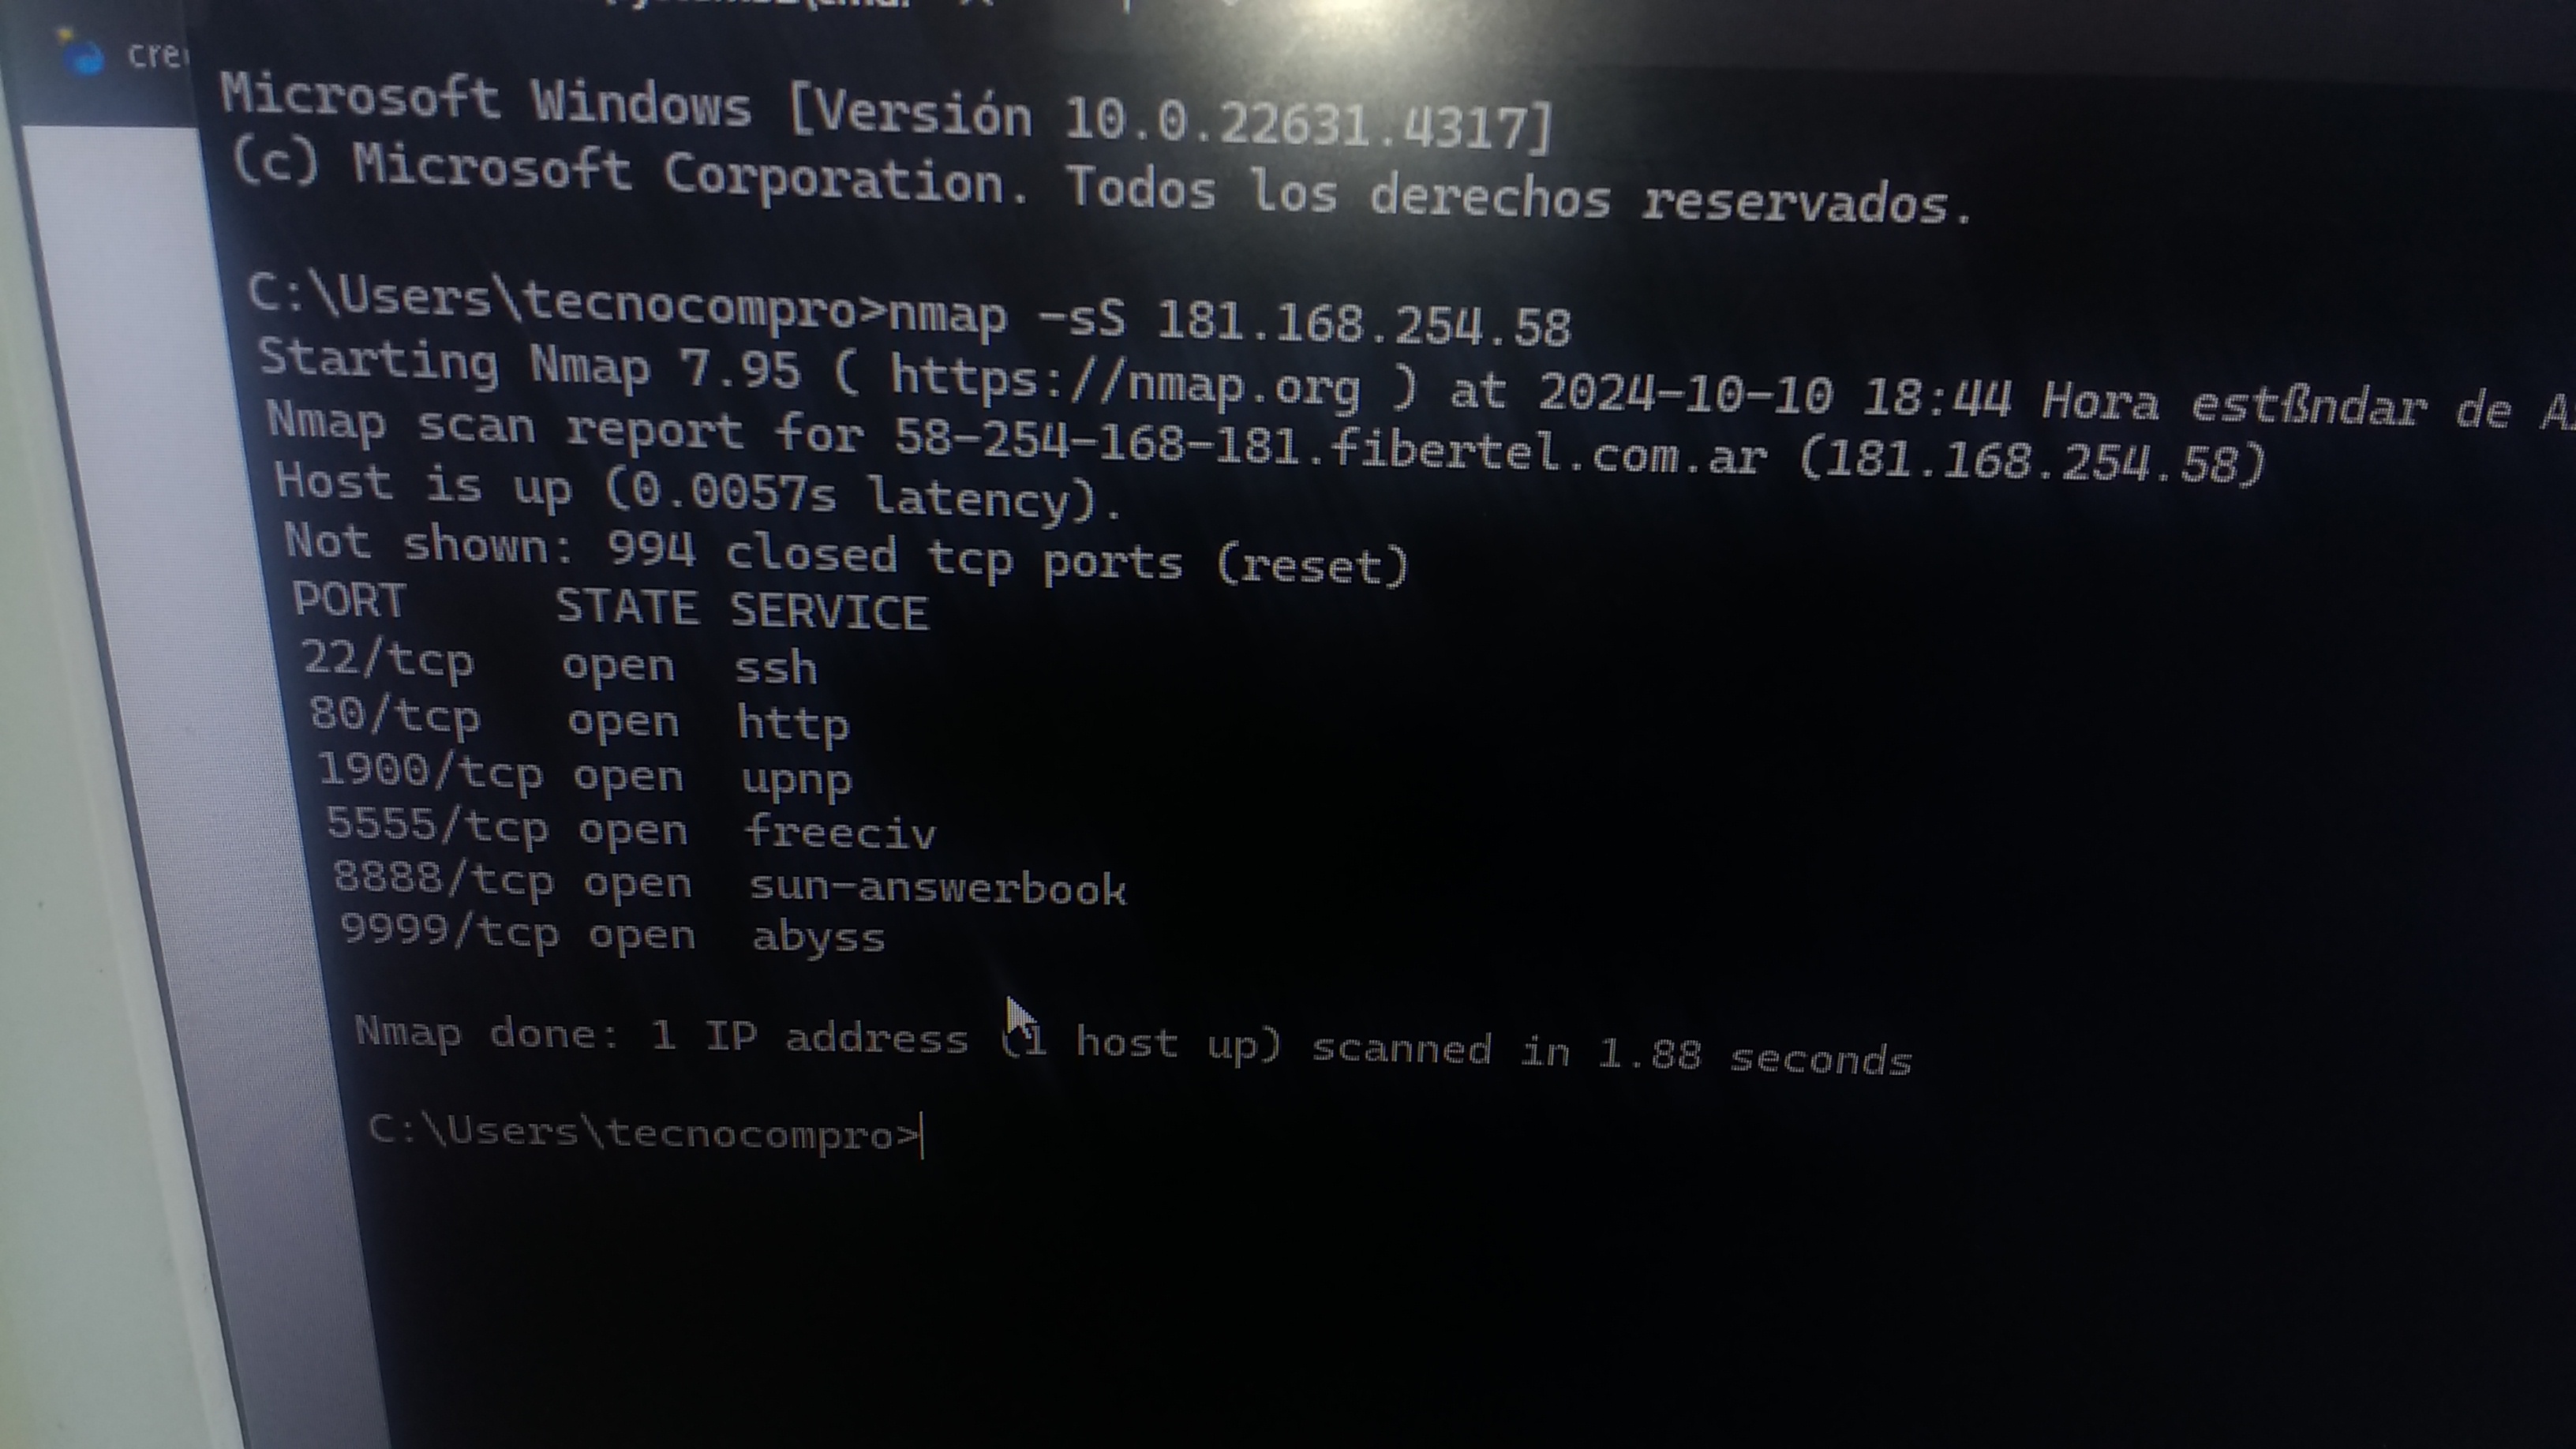 Microsoft Windows [Versión 10.0.22631.4317]
(c) Microsoft Corporation. Todos los derechos reservados.
C:\Users\tecnocompro>nmap -sS 181.168.254.58
Starting Nmap 7.95 ( https://nmap.org ) at 2024-10-10 18:44 Hora estßndar de
Nmap scan report for 58-254-168-181.fibertel.com.ar (181.168.254.58)
Host is up (0.0057s latency).
Not shown: 994 closed tcp ports (reset)
PORT STATE SERVICE
22/tcp open ssh
80/tcp open http
1900/tcp open upnp
5555/tcp open freeciv
8888/tcp open sun-answerbook
9999/tcp open abyss
Nmap done: 1 IP address (1 host up) scanned in 1.88 seconds
C:\Users\tecnocompro>